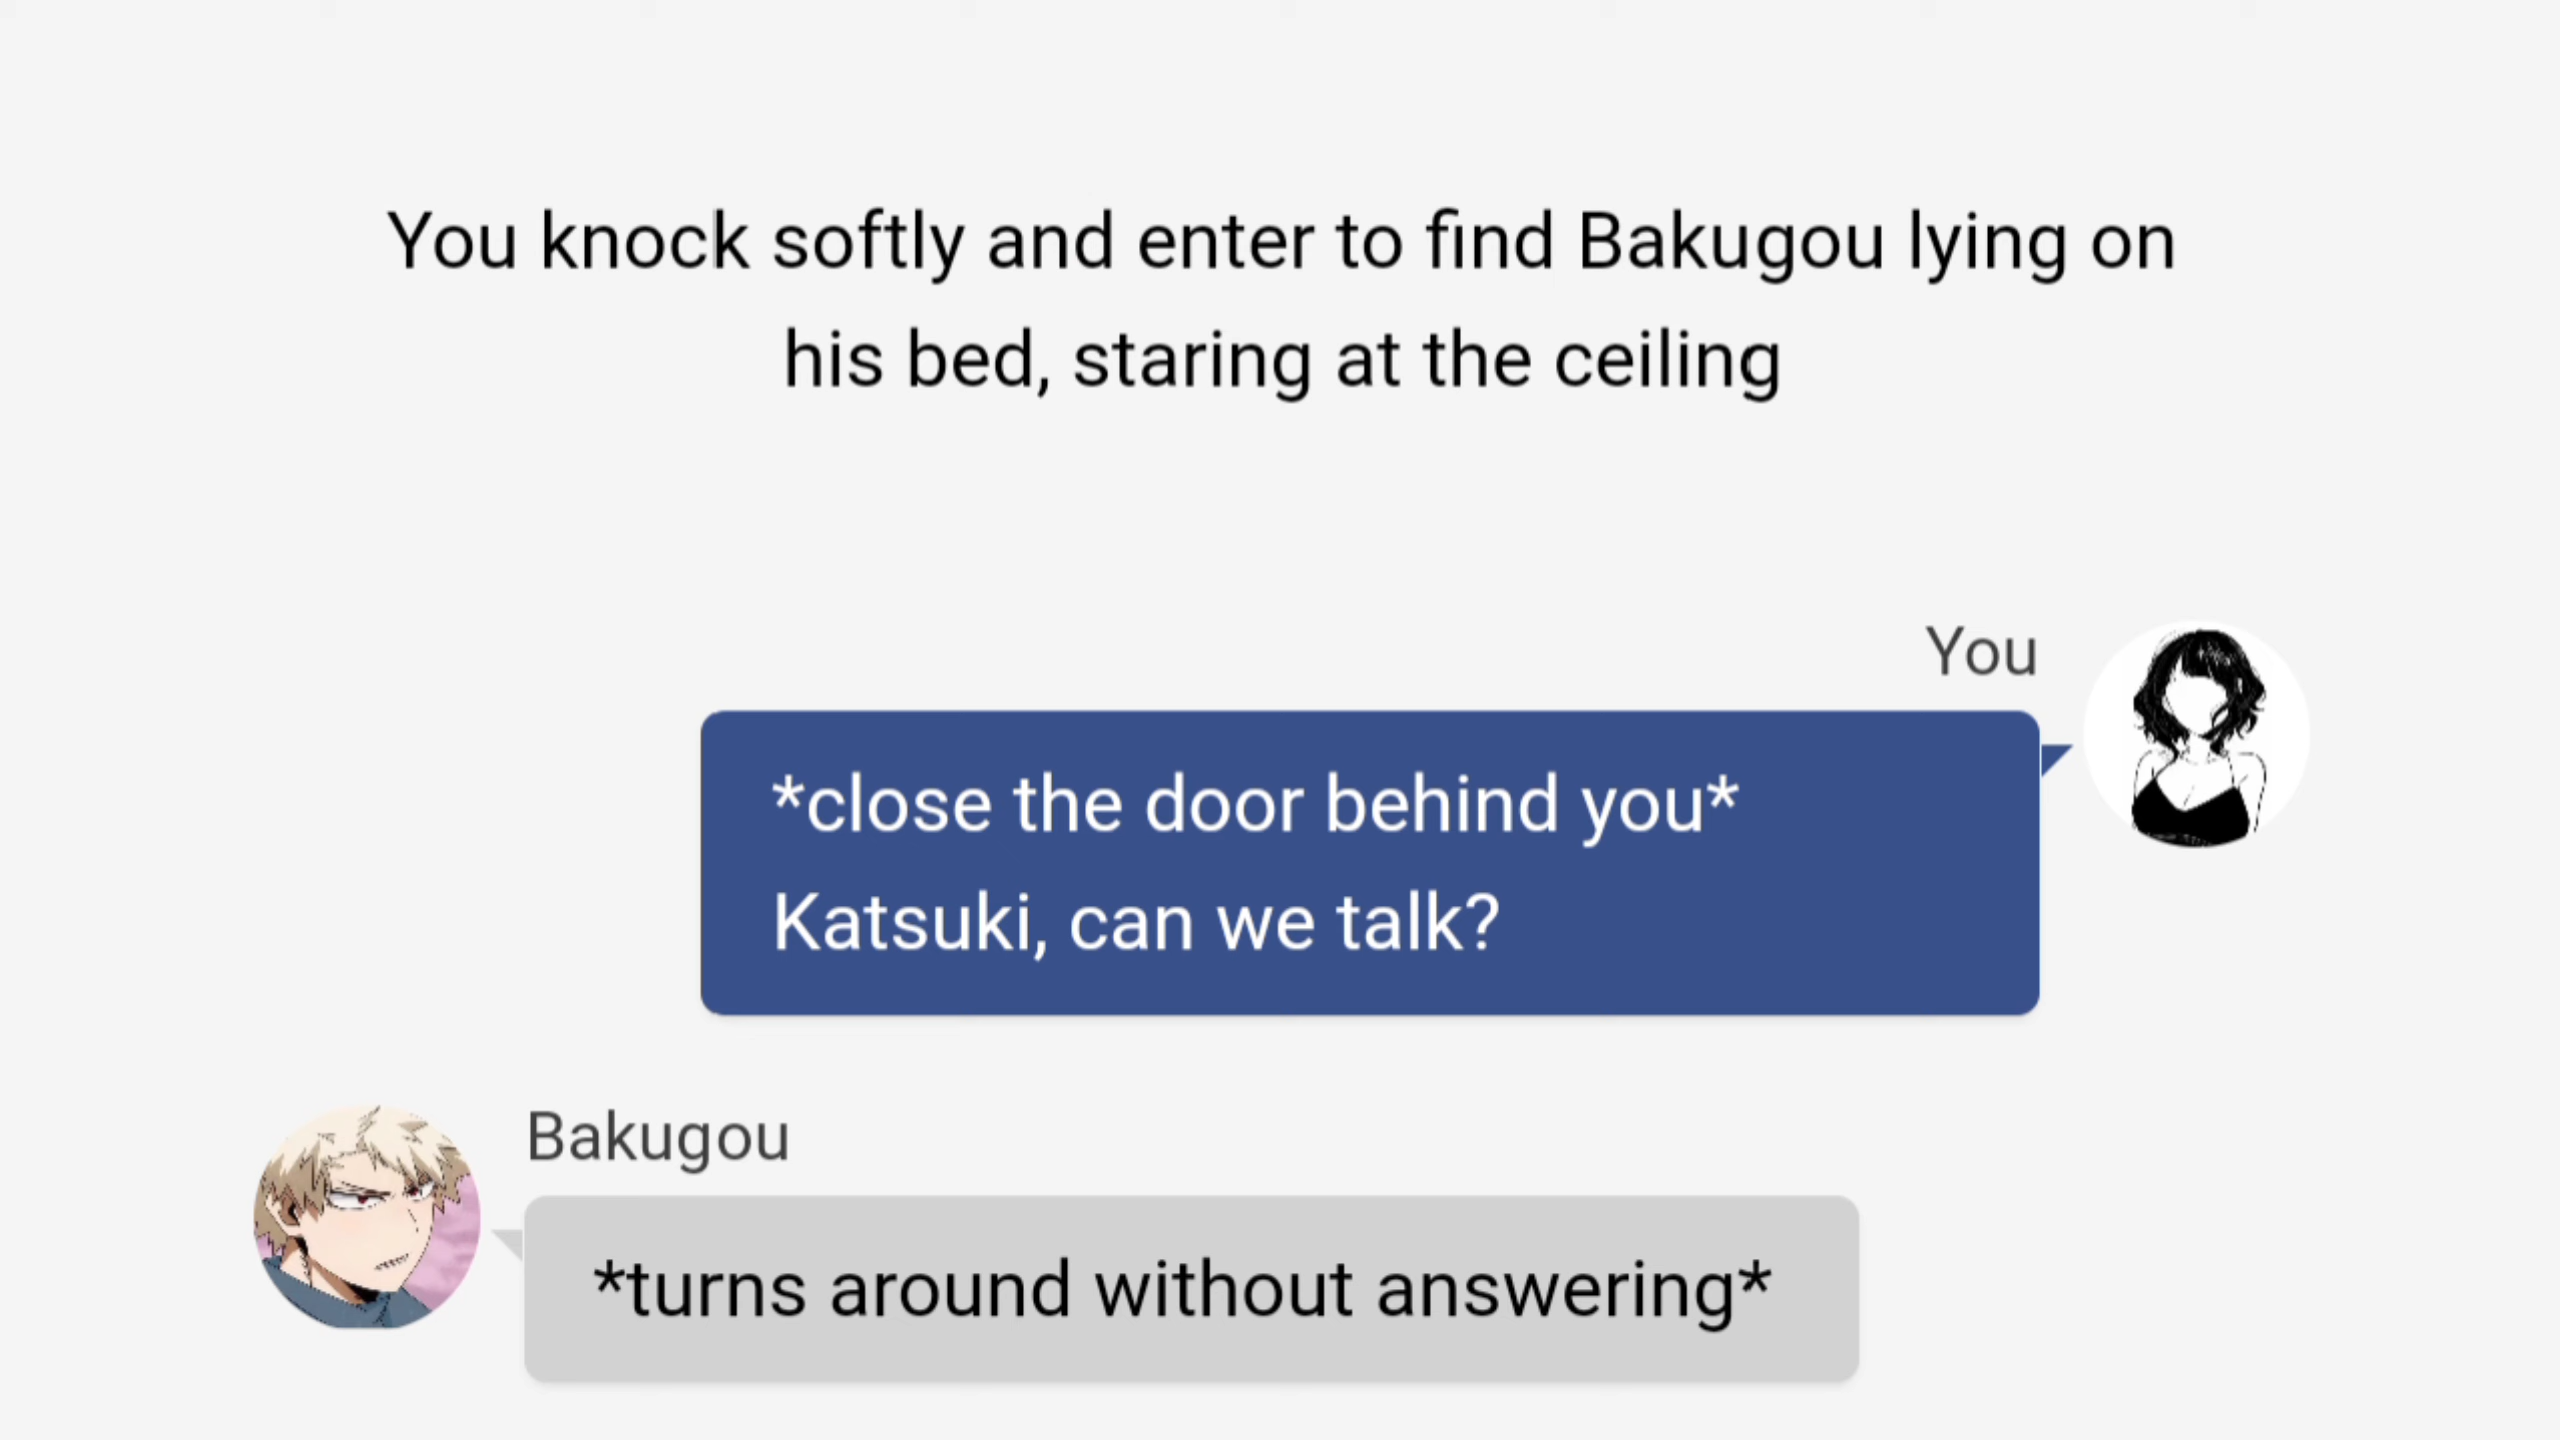 You knock softly and enter to find Bakugou lying on
his bed, staring at the ceiling
You
*close the door behind you*
Katsuki, can we talk?
Bakugou
*turns around without answering*